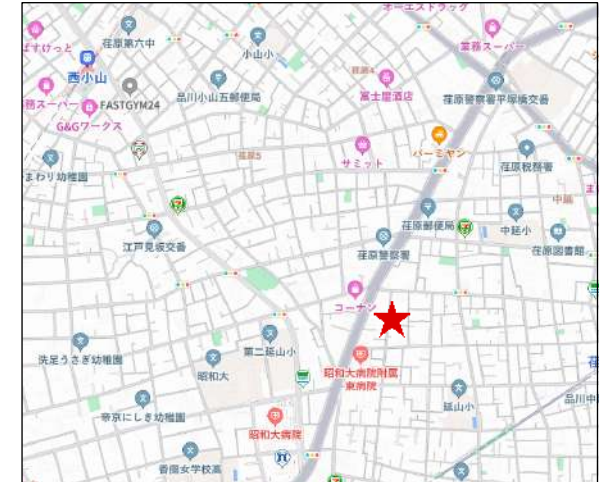 オーエストラック
荏原第六中
小山小
業務スーパー
ばすけっと
西小山
荏原4
富士屋酒店
品川小山五郵便局
荏原警察署平塚橋交番
務スーパー
FASTGYM24
G&Gワークス
バーミヤン
荏原5
サミット
荏原税務署
まわり幼稚園
中延
荏原郵便局
中延小
江戸見坂交番
荏原警察署
荏原図書館
コーナン
第二延山小
洗足うさぎ幼稚園
昭和大
昭和大病院附属
東病院
延山小
帝京にしき幼稚園
品川中
昭和大病院
香蘭女学校高